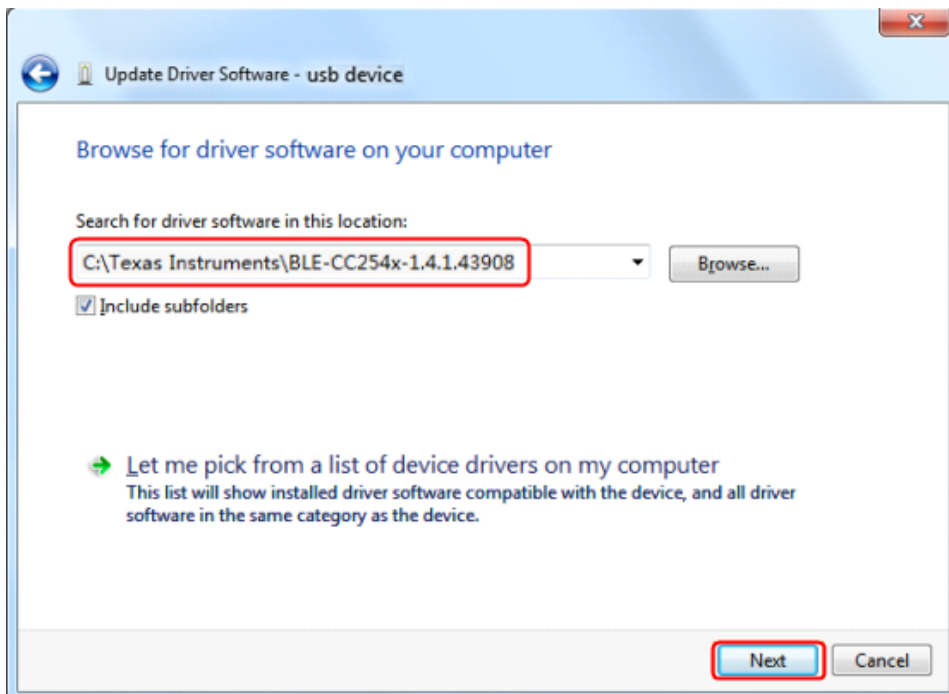 Update Driver Software - usb device
Browse for driver software on your computer
Search for driver software in this location:
C:\Texas Instruments\BLE-CC254x-1.4.1.43908
Browse...
Include subfolders
Let me pick from a list of device drivers on my computer
This list will show installed driver software compatible with the device, and all driver
software in the same category as the device.
Next
Cancel